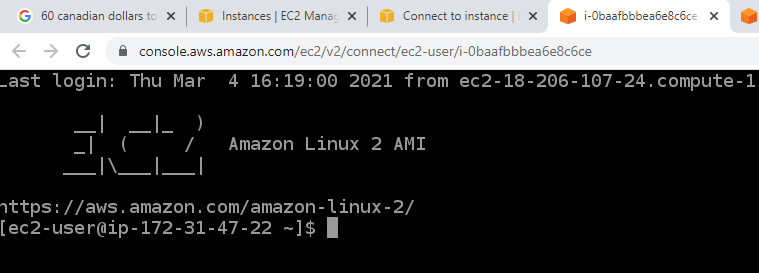 60 canadian dollars to
Instances | EC2 Manag
Connect to instance |
i-0baafbbbea6e8c6ce
console.aws.amazon.com/ec2/v2/connect/ec2-user/i-0baafbbbea6e8c6ce
Last login: Thu Mar  4 16:19:00 2021 from ec2-18-206-107-24.compute-1
       __|  __|_  )
       _|  (     /   Amazon Linux 2 AMI
      ___|\___|___|
https://aws.amazon.com/amazon-linux-2/
[ec2-user@ip-172-31-47-22 ~]$